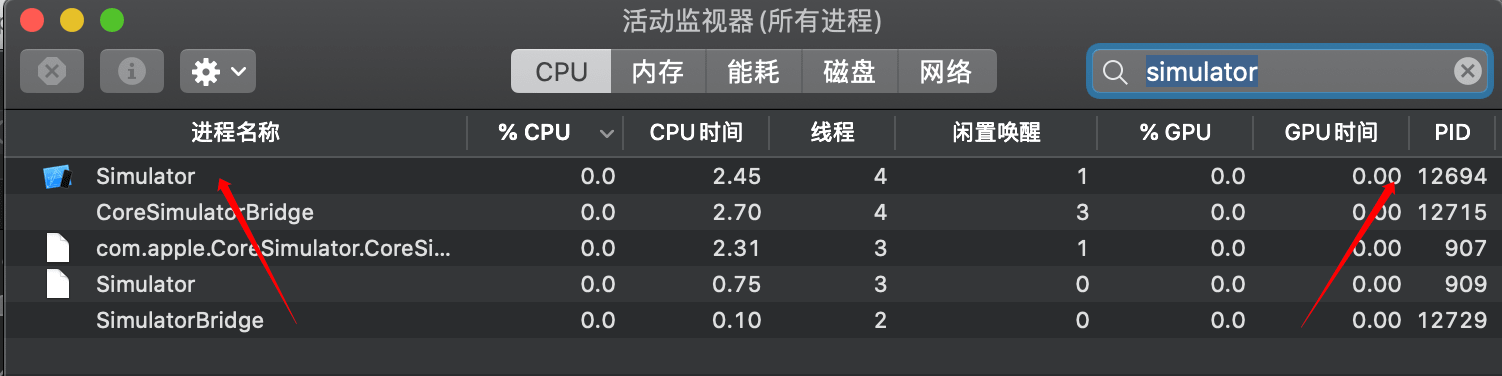 活动监视器 (所有进程)
CPU 内存 能耗 磁盘 网络 simulator
进程名称 % CPU CPU 时间 线程 闲置唤醒 % GPU GPU 时间 PID
Simulator 0.0 2.45 4 1 0.0 0.00 12694
CoreSimulatorBridge 0.0 2.70 4 3 0.0 0.00 12715
com.apple.CoreSimulator.CoreSi... 0.0 2.31 3 1 0.0 0.00 907
Simulator 0.0 0.75 3 0 0.0 0.00 909
SimulatorBridge 0.0 0.10 2 0 0.0 0.00 12729